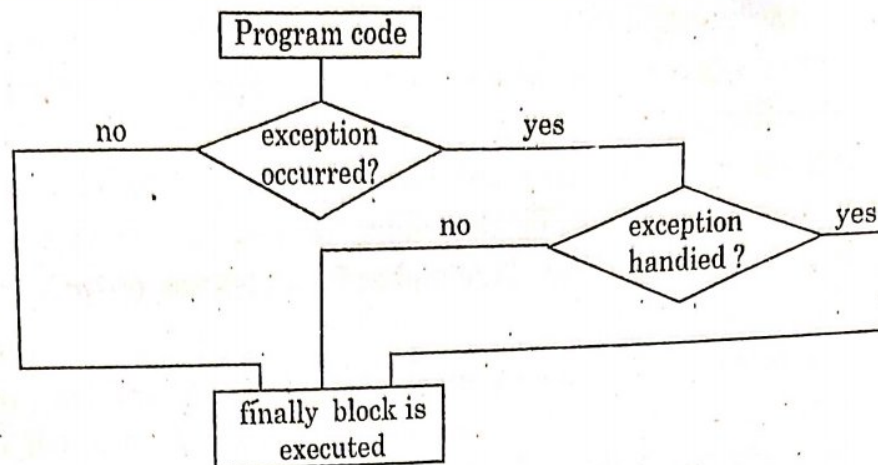 Program code
no
exception
occurred?
yes
no
exception
handied ?
yes
finally block is
executed